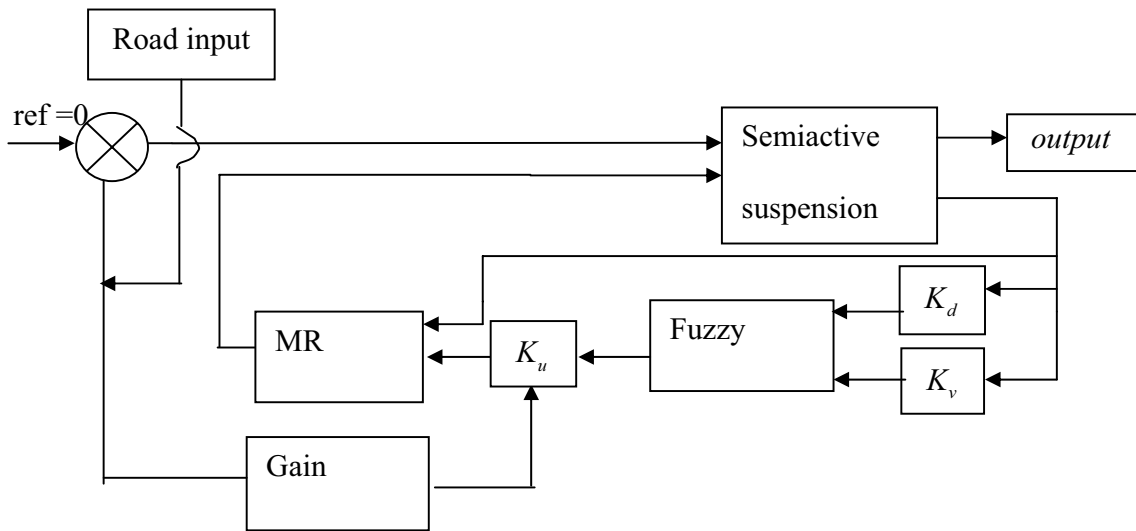 Road input
ref =0
Semiactive
suspension
output
K_d
MR
K_u
Fuzzy
K_v
Gain